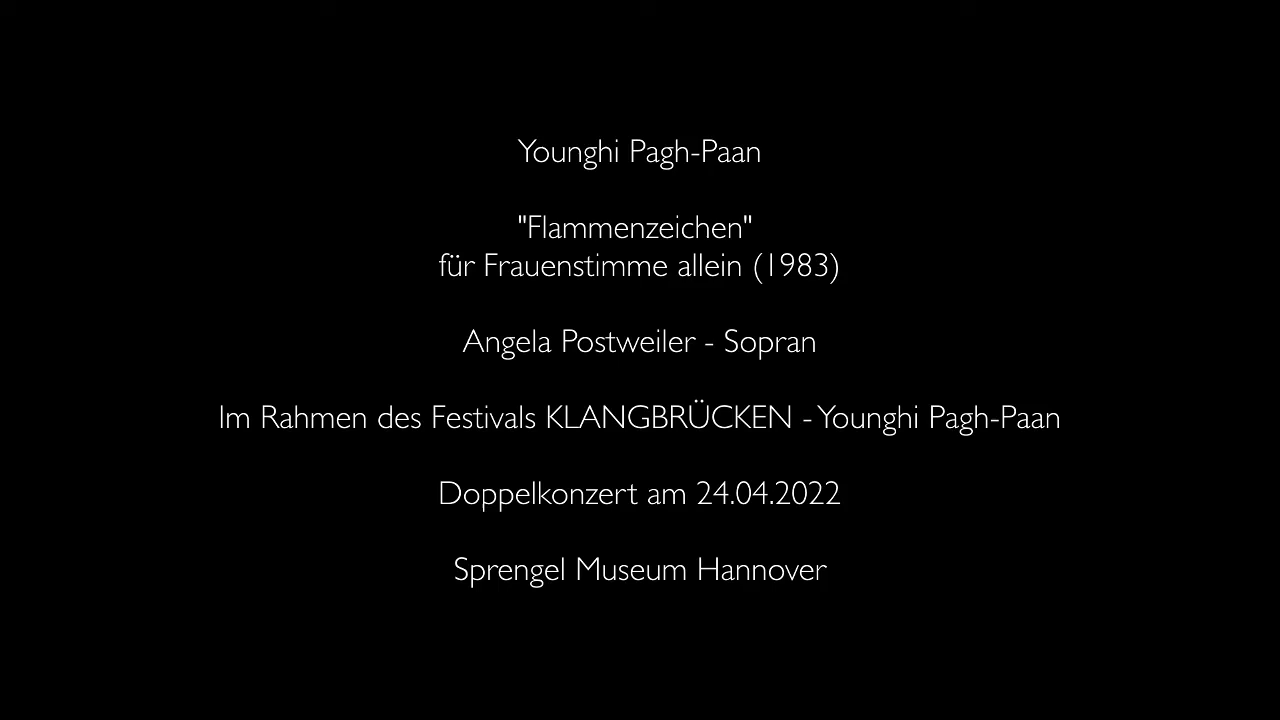 Younghi Pagh-Paan
"Flammenzeichen"
für Frauenstimme allein (1983)
Angela Postweiler - Sopran
Im Rahmen des Festivals KLANGBRÜCKEN - Younghi Pagh-Paan
Doppelkonzert am 24.04.2022
Sprengel Museum Hannover